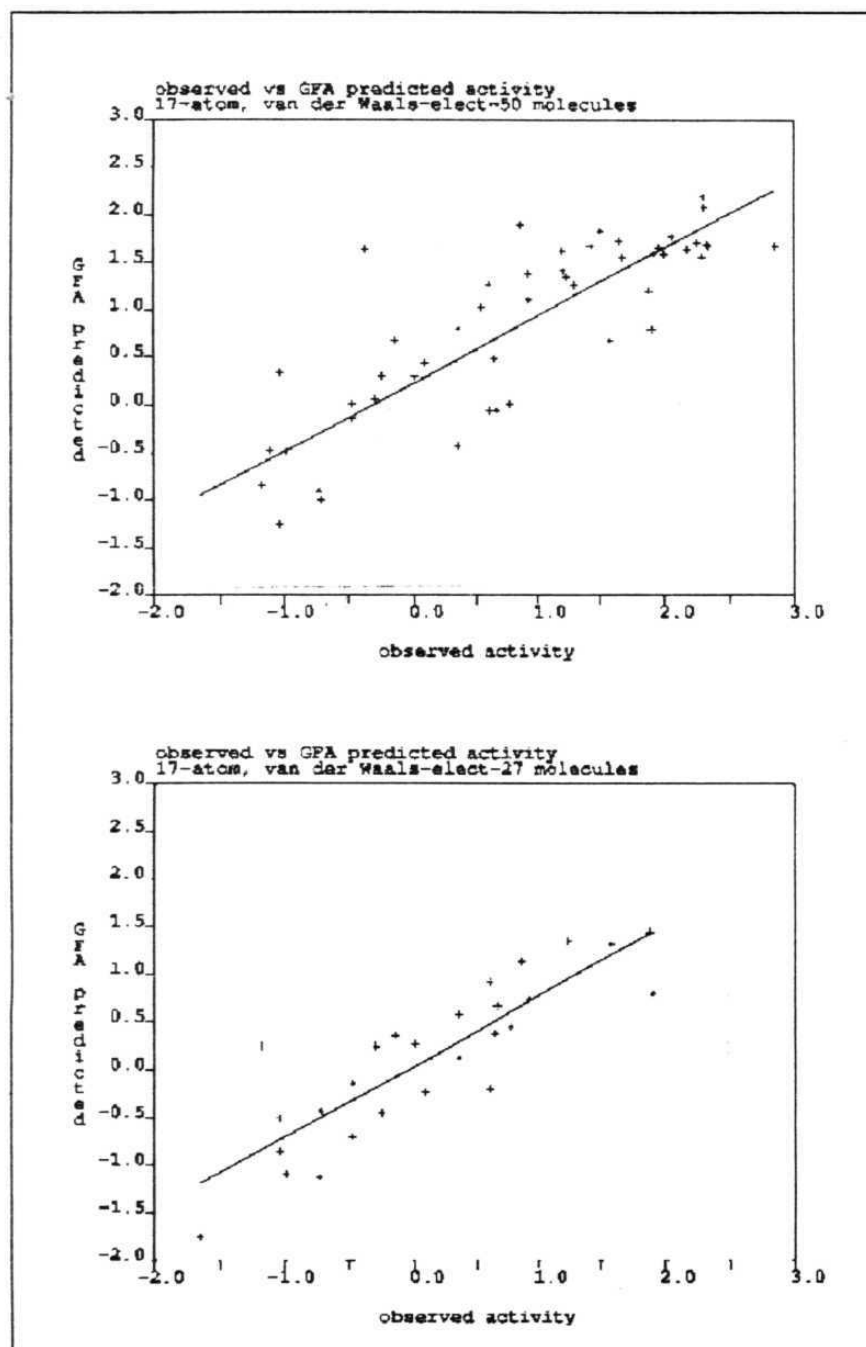 observed vs GFA predicted activity
17-atom, van der Waals-elect-50 molecules
3.0
2.5
2.0
1.5
1.0
0.5
0.0
-0.5
-1.0
-1.5
-2.0
GFA predicted
-2.0 -1.0 0.0 1.0 2.0 3.0
observed activity
observed vs GFA predicted activity
17-atom, van der Waals-elect-27 molecules
3.0
2.5
2.0
1.5
1.0
0.5
0.0
-0.5
-1.0
-1.5
-2.0
GFA predicted
-2.0 -1.0 0.0 1.0 2.0 3.0
observed activity